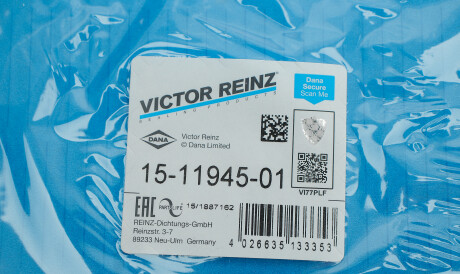 VICTOR REINZ
SEALING PRODUCTS
Dana
Secure
Scan Me
DANA
Victor Reinz
© Dana Limited
15-11945-01
VI77PLF
EAC
15/1887162
REINZ-Dichtungs-GmbH
Reinzstr. 3-7
89233 Neu-Ulm Germany
4 026635 133353